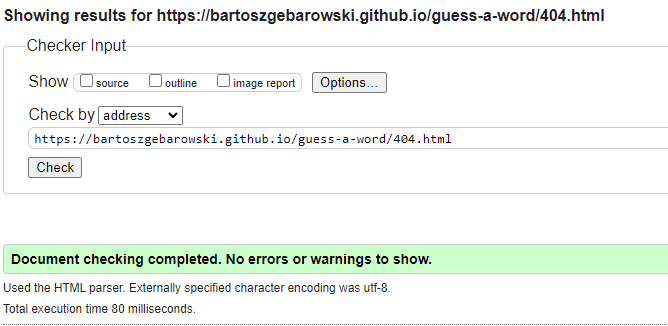 Showing results for https://bartoszgebarowski.github.io/guess-a-word/404.html
Checker Input
Show source outline image report Options...
Check by address
https://bartoszgebarowski.github.io/guess-a-word/404.html
Check
Document checking completed. No errors or warnings to show.
Used the HTML parser. Externally specified character encoding was utf-8.
Total execution time 80 milliseconds.